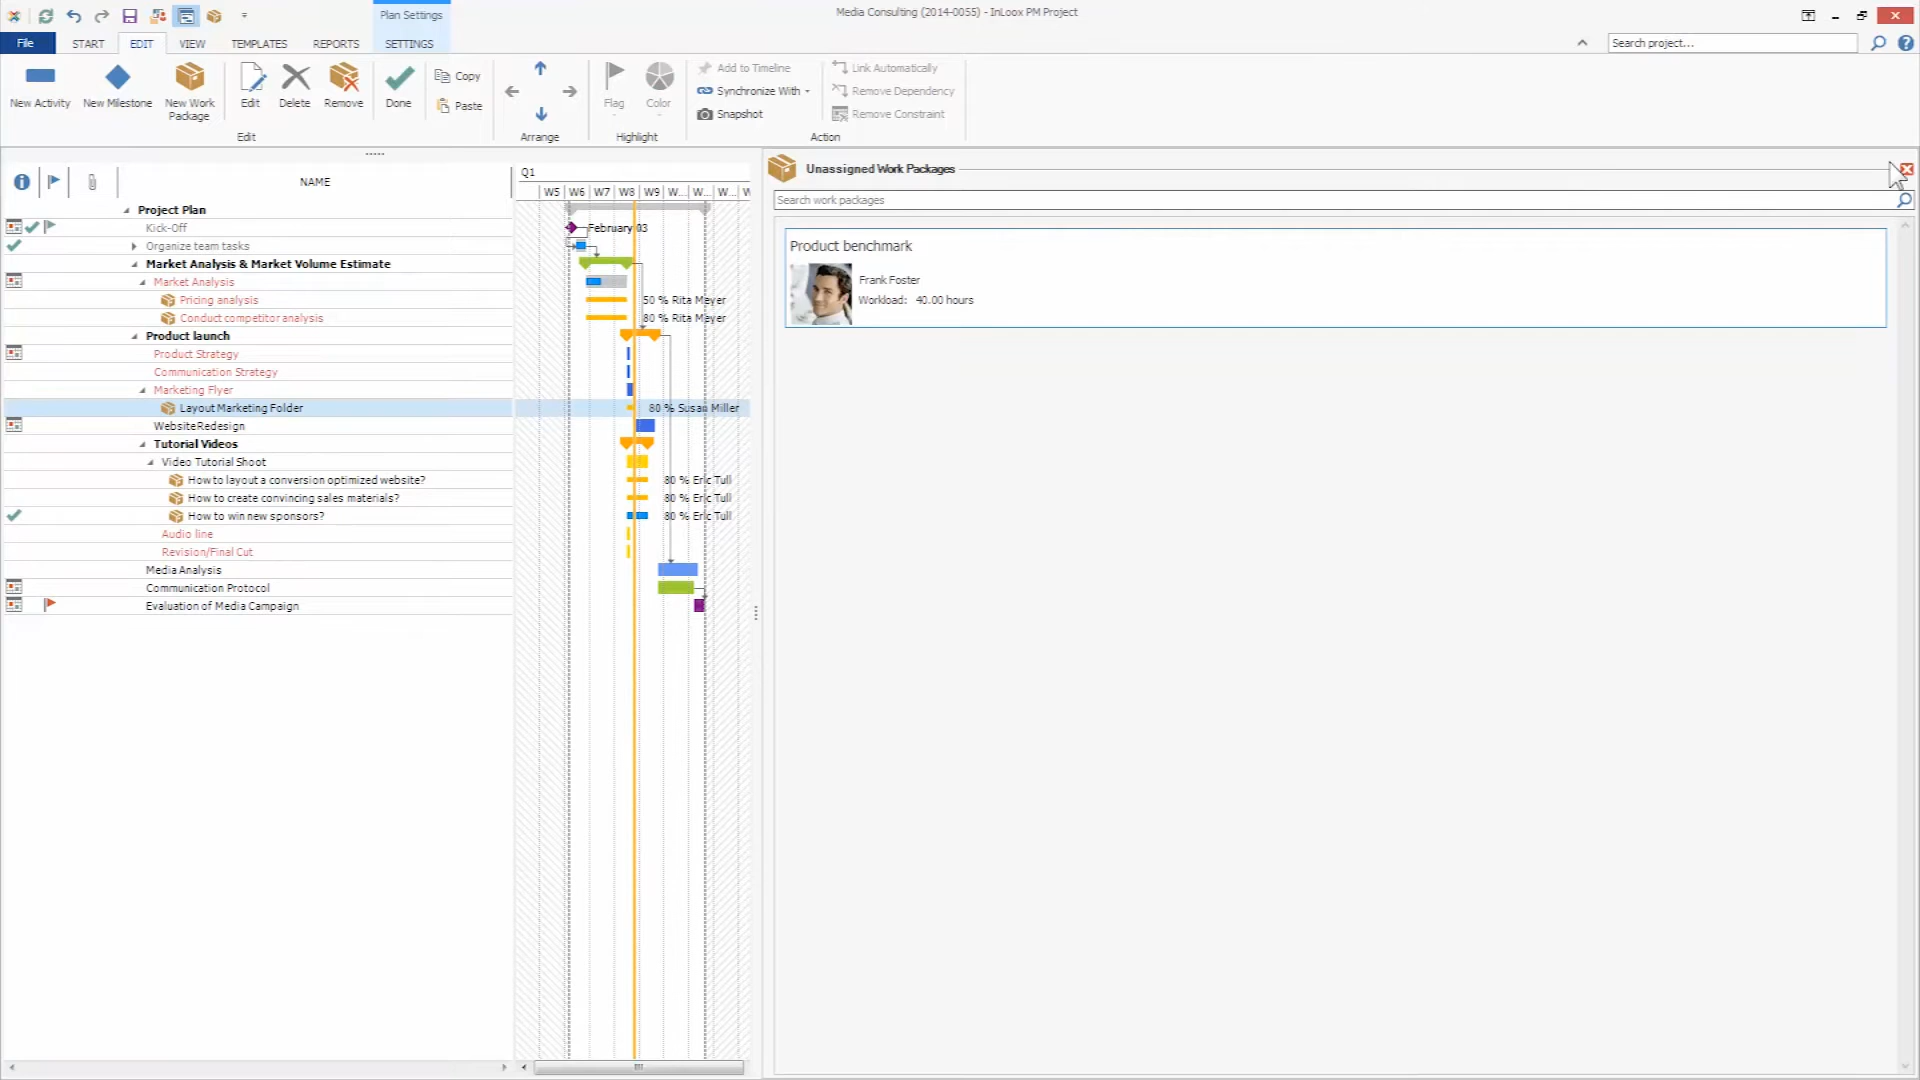 Plan Settings
Media Consulting (2014-0055) - InLoox PM Project
File
START
EDIT
VIEW
TEMPLATES
REPORTS
SETTINGS
Search project...
New Activity
New Milestone
New Work Package
Edit
Delete
Remove
Done
Copy
Paste
Flag
Color
Add to Timeline
Synchronize With
Snapshot
Link Automatically
Remove Dependency
Remove Constraint
Edit
Arrange
Highlight
Action
NAME
Q1
W5 W6 W7 W8 W9 W... W... W... W
Project Plan
Kick-Off
February 03
Organize team tasks
Market Analysis & Market Volume Estimate
Market Analysis
Pricing analysis
50 % Rita Meyer
Conduct competitor analysis
80 % Rita Meyer
Product launch
Product Strategy
Communication Strategy
Marketing Flyer
Layout Marketing Folder
80 % Susan Miller
Website Redesign
Tutorial Videos
Video Tutorial Shoot
How to layout a conversion optimized website?
80 % Eric Tull
How to create convincing sales materials?
80 % Eric Tull
How to win new sponsors?
80 % Eric Tull
Audio line
Revision/Final Cut
Media Analysis
Communication Protocol
Evaluation of Media Campaign
Unassigned Work Packages
Search work packages
Product benchmark
Frank Foster
Workload: 40.00 hours